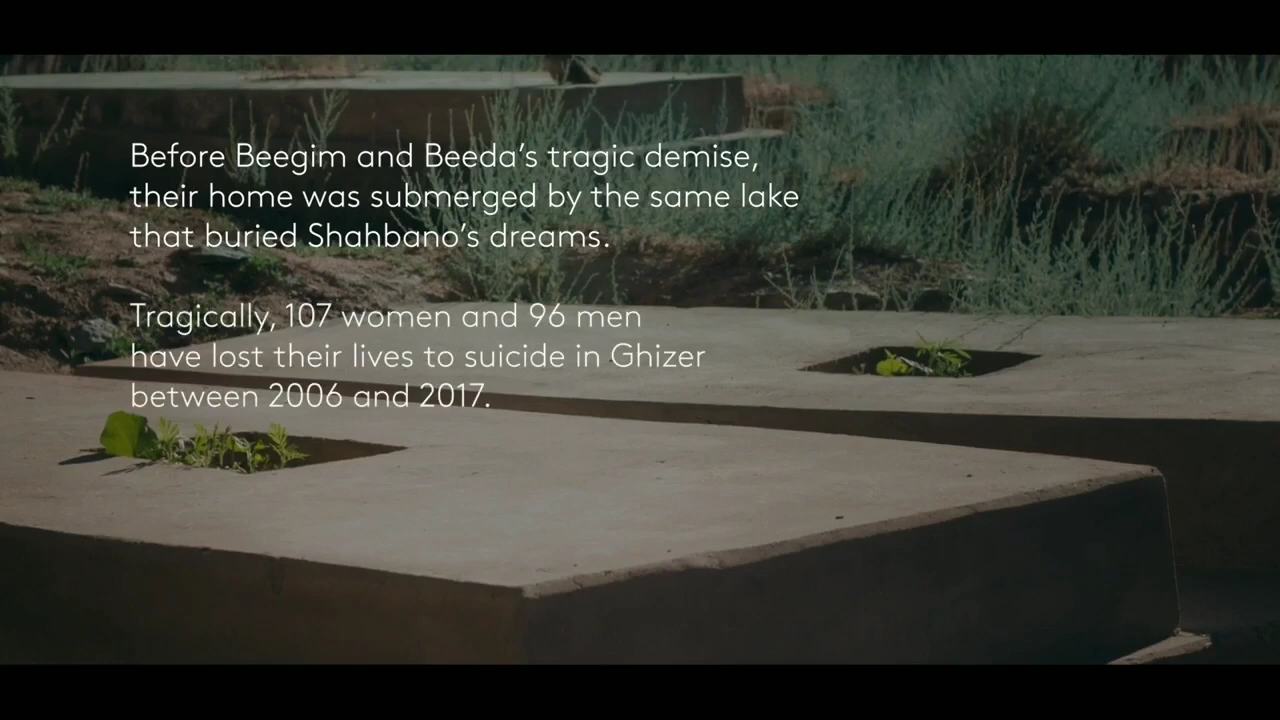 Before Beegim and Beeda’s tragic demise,
their home was submerged by the same lake
that buried Shahbano’s dreams.
Tragically, 107 women and 96 men
have lost their lives to suicide in Ghizer
between 2006 and 2017.